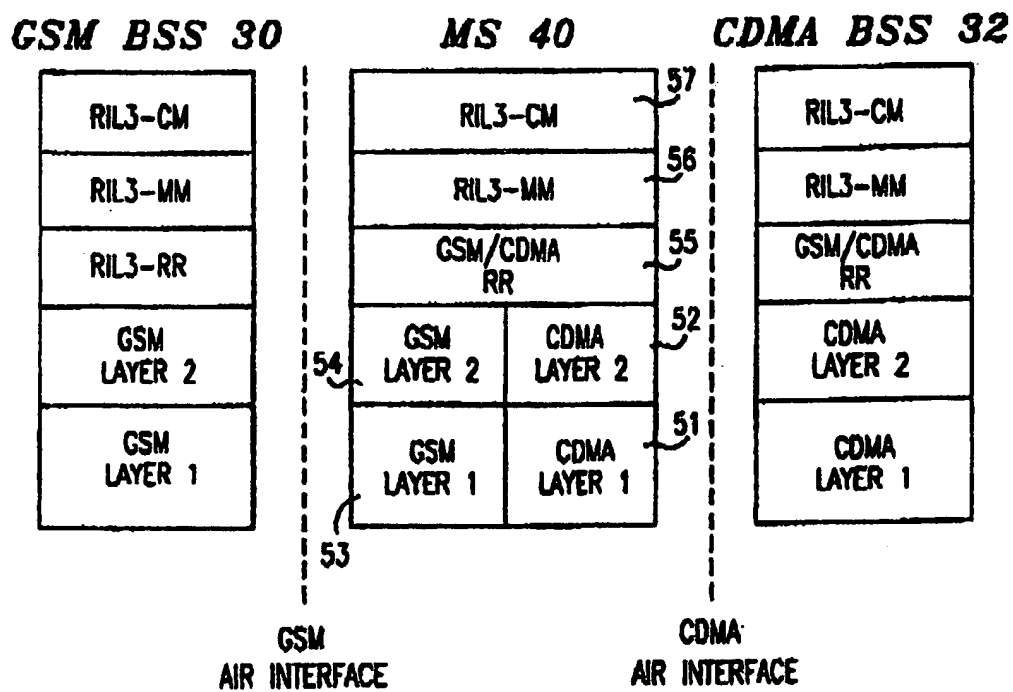 GSM BSS 30
MS 40
CDMA BSS 32
RIL3-CM
RIL3-MM
RIL3-RR
GSM
LAYER 2
GSM
LAYER 1
RIL3-CM
57
RIL3-MM
56
GSM/CDMA
RR
55
GSM
LAYER 2
54
CDMA
LAYER 2
52
GSM
LAYER 1
53
CDMA
LAYER 1
51
RIL3-CM
RIL3-MM
GSM/CDMA
RR
CDMA
LAYER 2
CDMA
LAYER 1
GSM
AIR INTERFACE
CDMA
AIR INTERFACE